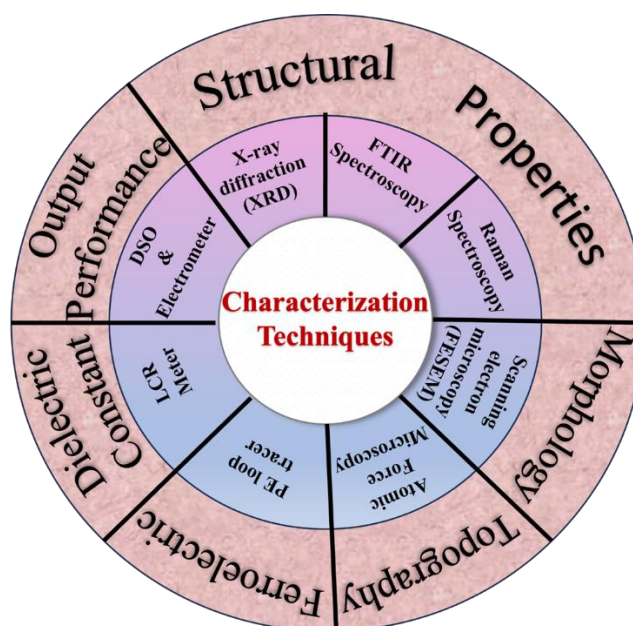 Characterization
Techniques
Structural
Properties
X-ray
diffraction
(XRD)
FTIR
Spectroscopy
Raman
Spectroscopy
Morphology
Scanning
electron
microscopy
(FESEM)
Topography
Atomic
Force
Microscopy
Ferroelectric
PE loop
tracer
Dielectric
Constant
LCR
Meter
Output
Performance
DSO
&
Electrometer